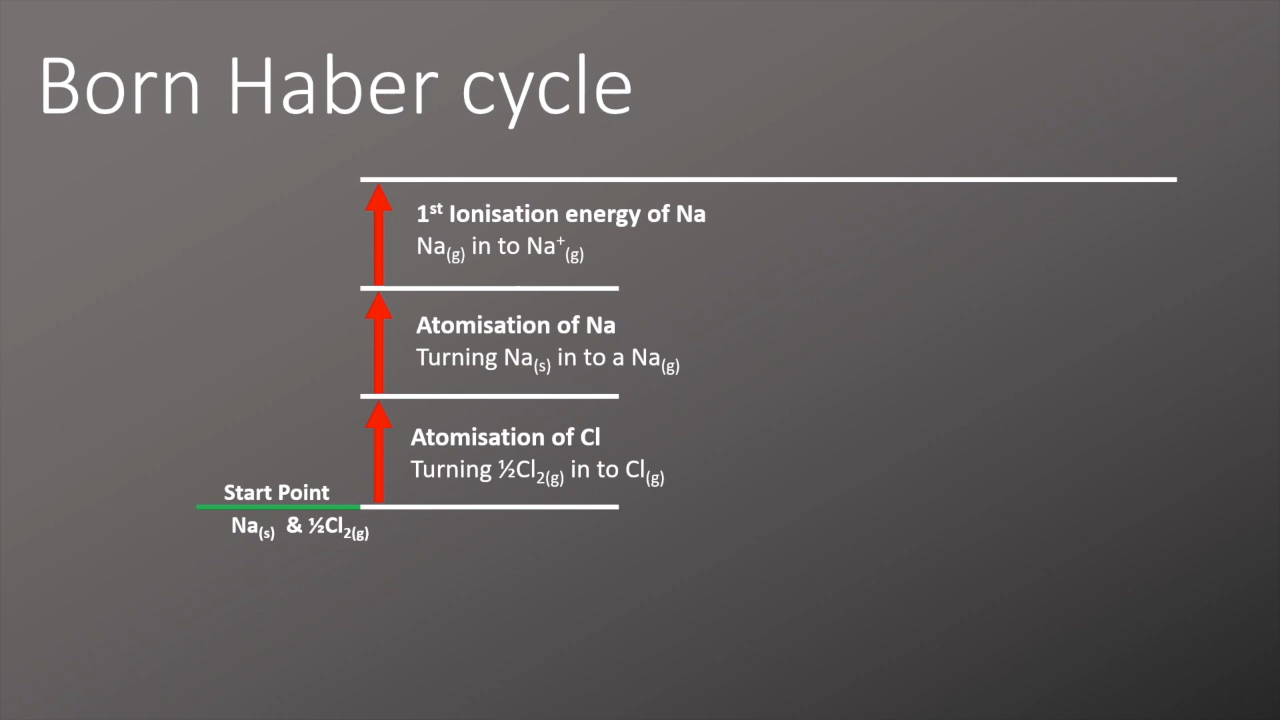 Born Haber cycle
1st Ionisation energy of Na
Na(g) in to Na+(g)
Atomisation of Na
Turning Na(s) in to a Na(g)
Atomisation of Cl
Turning ½Cl2(g) in to Cl(g)
Start Point
Na(s) & ½Cl2(g)